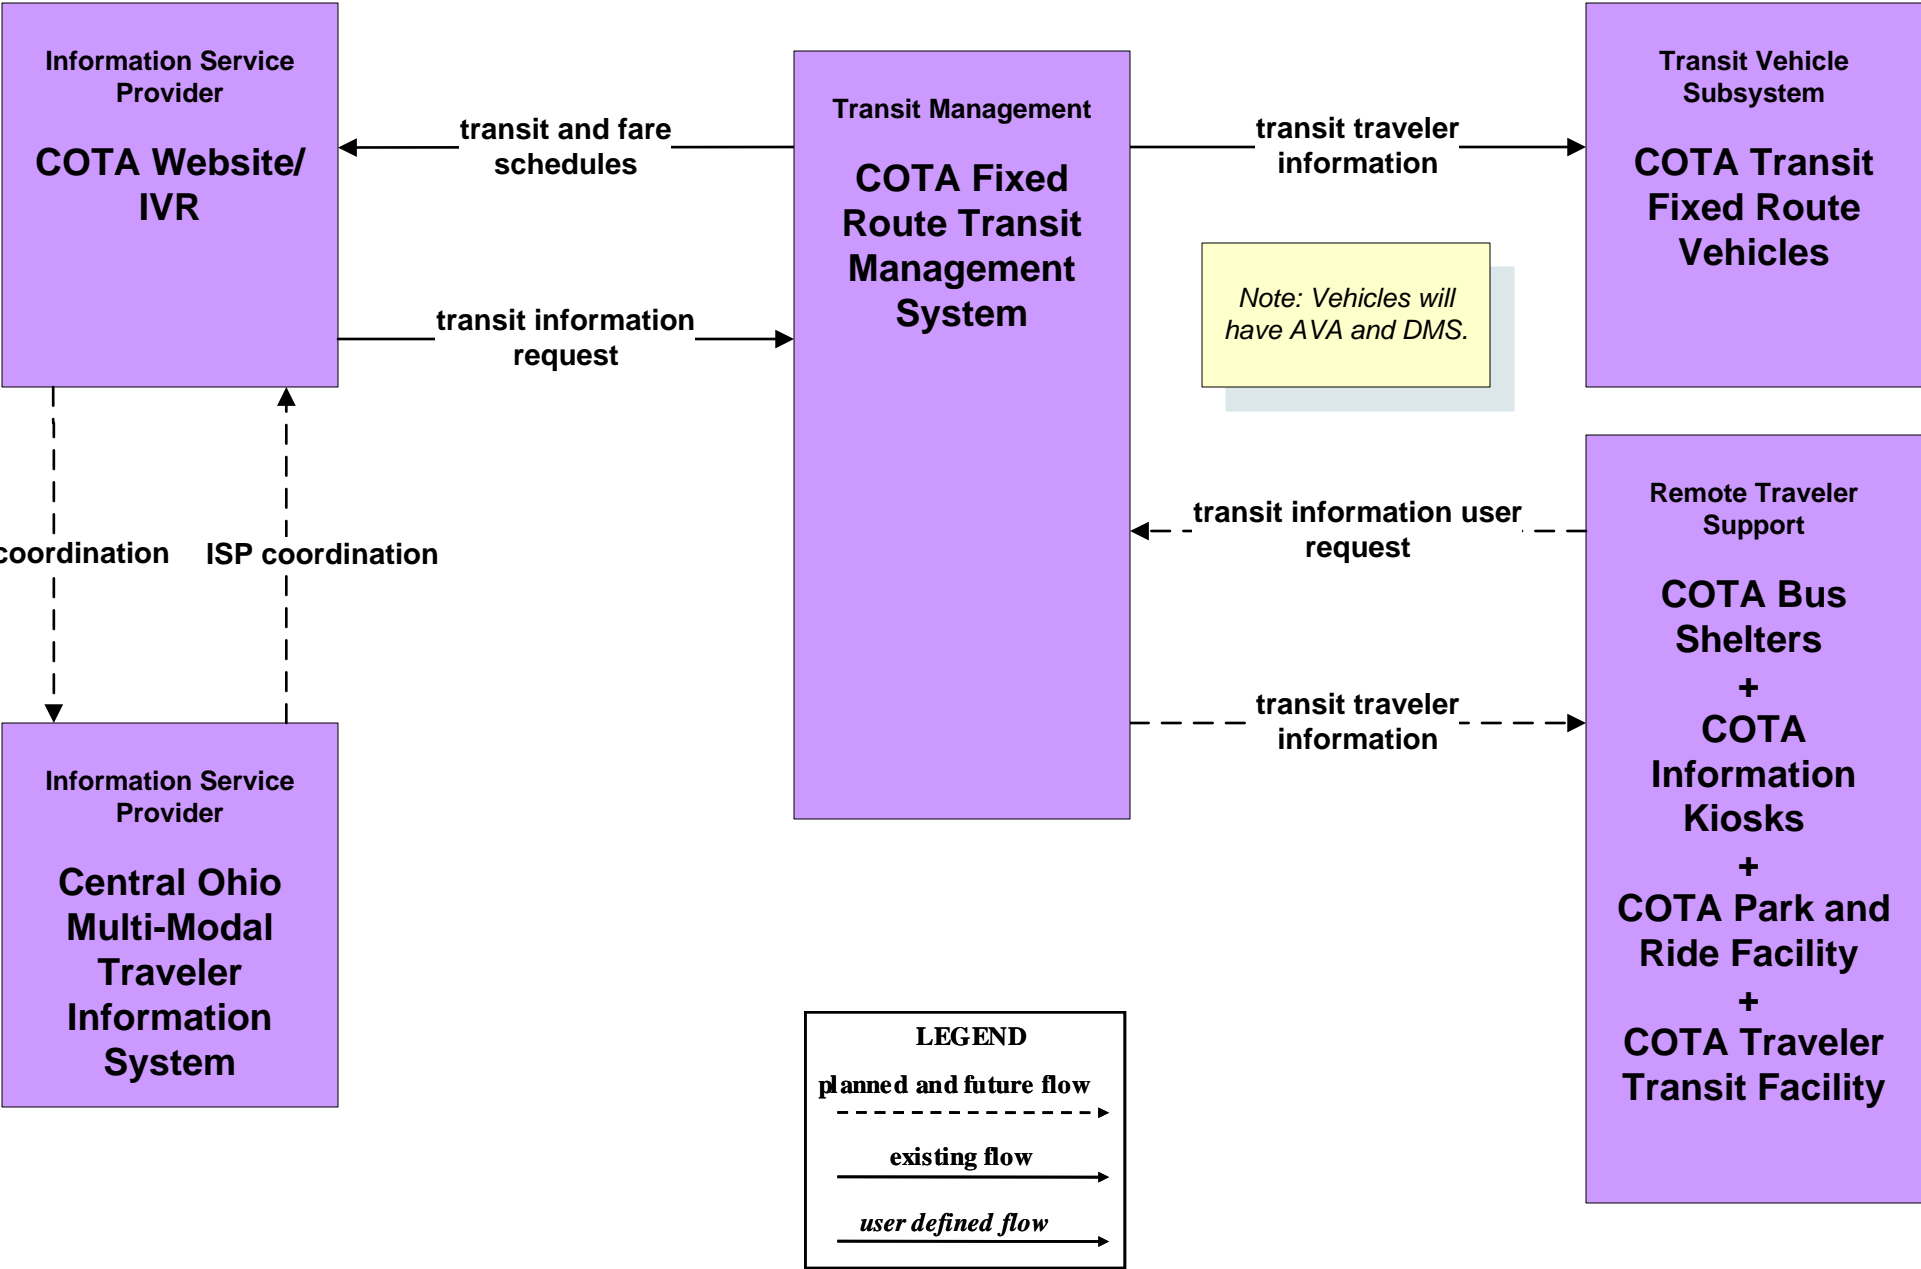 Information Service
Provider
COTA Website/
IVR
transit and fare
schedules
transit information
request
Transit Management
COTA Fixed
Route Transit
Management
System
transit traveler
information
Transit Vehicle
Subsystem
COTA Transit
Fixed Route
Vehicles
Note: Vehicles will
have AVA and DMS.
coordination
ISP coordination
transit information user
request
transit traveler
information
Remote Traveler
Support
COTA Bus
Shelters
+
COTA
Information
Kiosks
+
COTA Park and
Ride Facility
+
COTA Traveler
Transit Facility
Information Service
Provider
Central Ohio
Multi-Modal
Traveler
Information
System
LEGEND
planned and future flow
existing flow
user defined flow